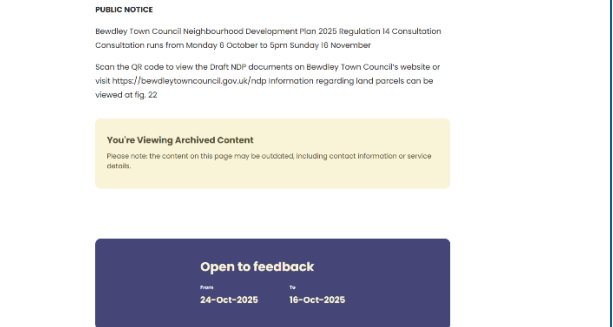 PUBLIC NOTICE
Bewdley Town Council Neighbourhood Development Plan 2025 Regulation 14 Consultation
Consultation runs from Monday 6 October to 5pm Sunday 16 November
Scan the QR code to view the Draft NDP documents on Bewdley Town Council's website or
visit https://bewdleytowncouncil.gov.uk/ndp Information regarding land parcels can be
viewed at fig. 22
You're Viewing Archived Content
Please note: the content on this page may be outdated, including contact information or service
details.
Open to feedback
From To
24-Oct-2025 16-Oct-2025